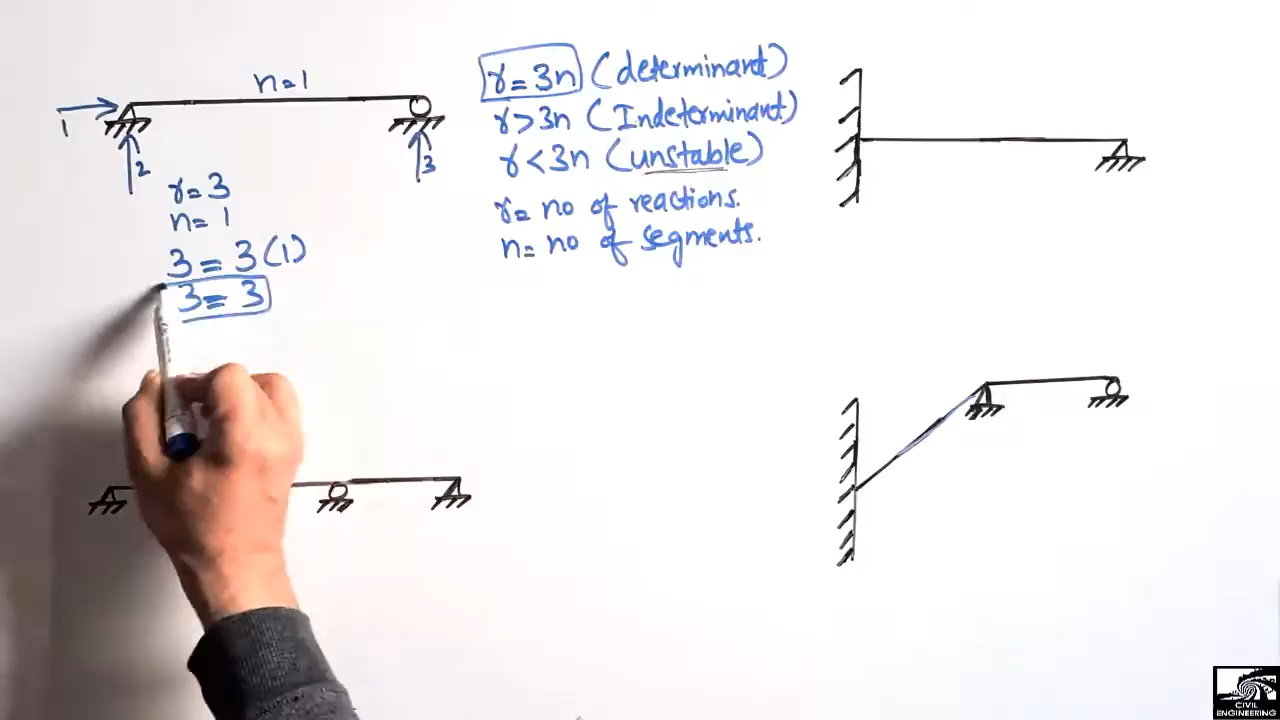 n=1
1
2
3
r=3
n=1
3=3(1)
3=3
r=3n (determinant)
r>3n (Indeterminant)
r<3n (unstable)
r= no of reactions.
n= no of segments.
CIVIL
ENGINEERING